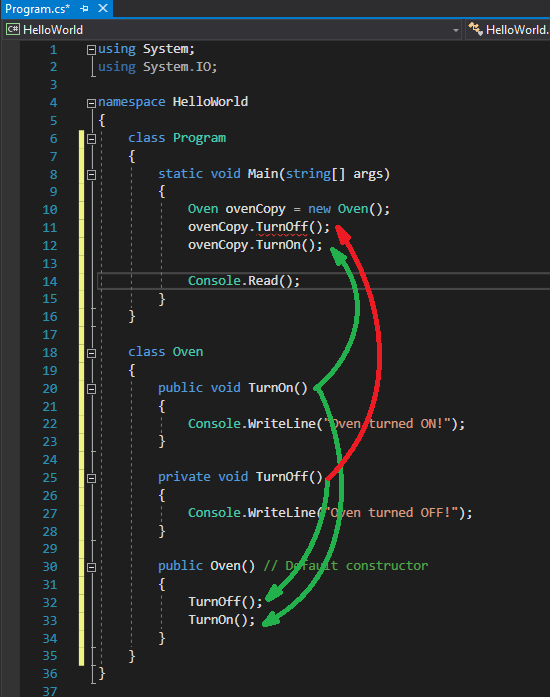 Program.cs*
C# HelloWorld HelloWorld.
1 using System;
2 using System.IO;
3
4 namespace HelloWorld
5 {
6 class Program
7 {
8 static void Main(string[] args)
9 {
10 Oven ovenCopy = new Oven();
11 ovenCopy.TurnOff();
12 ovenCopy.TurnOn();
13
14 Console.Read();
15 }
16 }
17
18 class Oven
19 {
20 public void TurnOn()
21 {
22 Console.WriteLine("Oven turned ON!");
23 }
24
25 private void TurnOff()
26 {
27 Console.WriteLine("Oven turned OFF!");
28 }
29
30 public Oven() // Default constructor
31 {
32 TurnOff();
33 TurnOn();
34 }
35 }
36 }
37